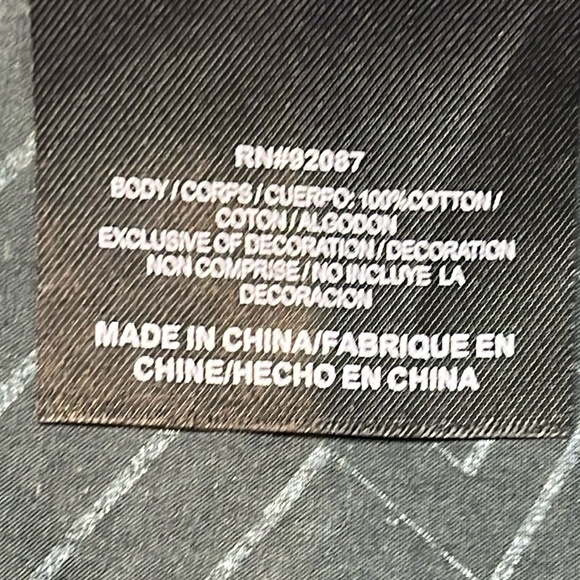 RN#92087
BODY/CORPS/CUERPO: 100%COTTON/
COTON/ALGODON
EXCLUSIVE OF DECORATION/DECORATION
NON COMPRISE/NO INCLUYE LA
DECORACION
MADE IN CHINA/FABRIQUE EN
CHINE/HECHO EN CHINA